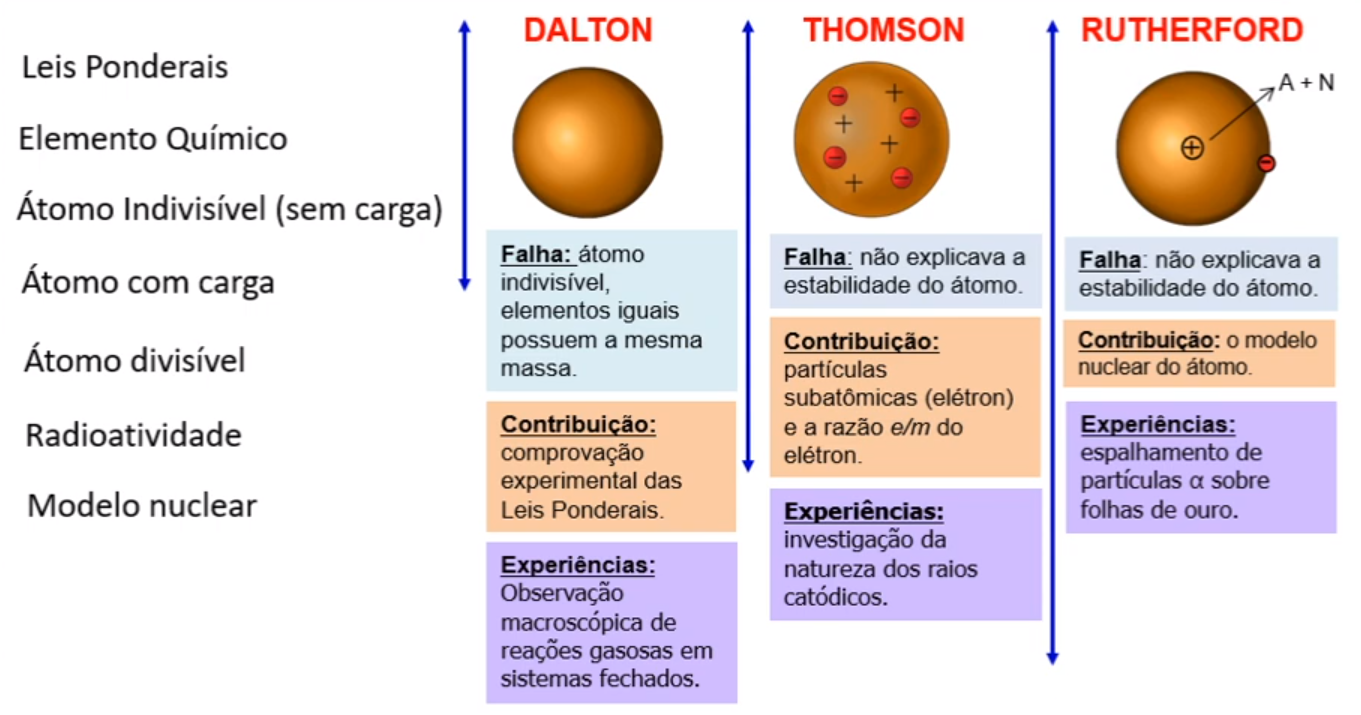 Leis Ponderais
Elemento Químico
Átomo Indivisível (sem carga)
Átomo com carga
Átomo divisível
Radioatividade
Modelo nuclear
DALTON
Falha: átomo
indivisível,
elementos iguais
possuem a mesma
massa.
Contribuição:
comprovação
experimental das
Leis Ponderais.
Experiências:
Observação
macroscópica de
reações gasosas em
sistemas fechados.
THOMSON
Falha: não explicava a
estabilidade do átomo.
Contribuição:
partículas
subatômicas (elétron)
e a razão e/m do
elétron.
Experiências:
investigação da
natureza dos raios
catódicos.
RUTHERFORD
A + N
Falha: não explicava a
estabilidade do átomo.
Contribuição: o modelo
nuclear do átomo.
Experiências:
espalhamento de
partículas α sobre
folhas de ouro.